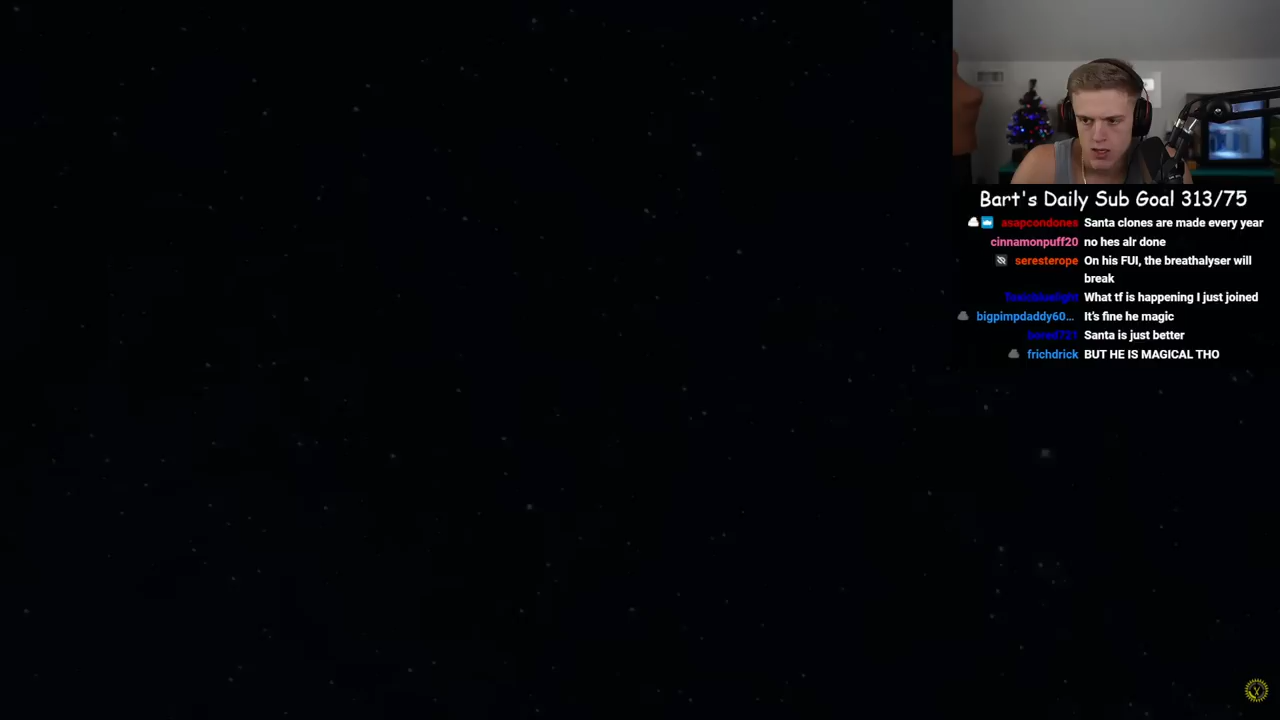 Bart's Daily Sub Goal 313/75
asapcondones Santa clones are made every year
cinnamonpuff20 no hes alr done
seresterope On his FUI, the breathalyser will
break
What tf is happening I just joined
bigpimpdaddy60... It's fine he magic
bored721 Santa is just better
frichdrick BUT HE IS MAGICAL THO